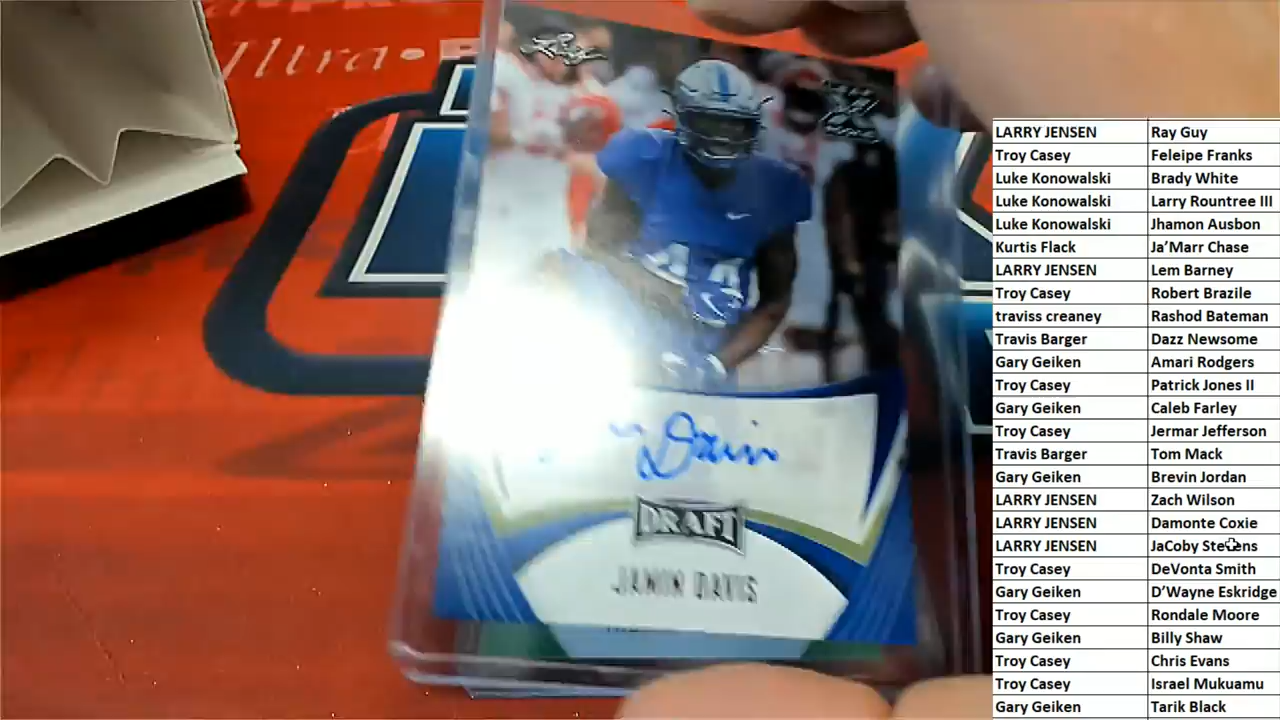 Ultra
Leaf
44
Davis
DRAFT
JAMIN DAVIS
LARRY JENSEN Ray Guy
Troy Casey Feleipe Franks
Luke Konowalski Brady White
Luke Konowalski Larry Rountree III
Luke Konowalski Jhamon Ausbon
Kurtis Flack Ja’Marr Chase
LARRY JENSEN Lem Barney
Troy Casey Robert Brazile
traviss creaney Rashod Bateman
Travis Barger Dazz Newsome
Gary Geiken Amari Rodgers
Troy Casey Patrick Jones II
Gary Geiken Caleb Farley
Troy Casey Jermar Jefferson
Travis Barger Tom Mack
Gary Geiken Brevin Jordan
LARRY JENSEN Zach Wilson
LARRY JENSEN Damonte Coxie
LARRY JENSEN JaCoby Stevens
Troy Casey DeVonta Smith
Gary Geiken D’Wayne Eskridge
Troy Casey Rondale Moore
Gary Geiken Billy Shaw
Troy Casey Chris Evans
Troy Casey Israel Mukuamu
Gary Geiken Tarik Black